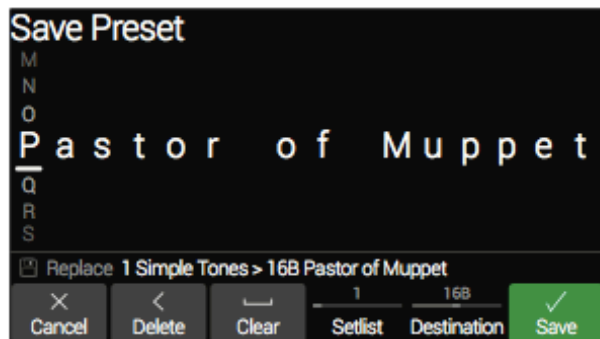 Save Preset
M
N
O
Pastor of Muppet
Q
R
S
Replace 1 Simple Tones > 16B Pastor of Muppet
1 16B
Cancel Delete Clear Setlist Destination Save